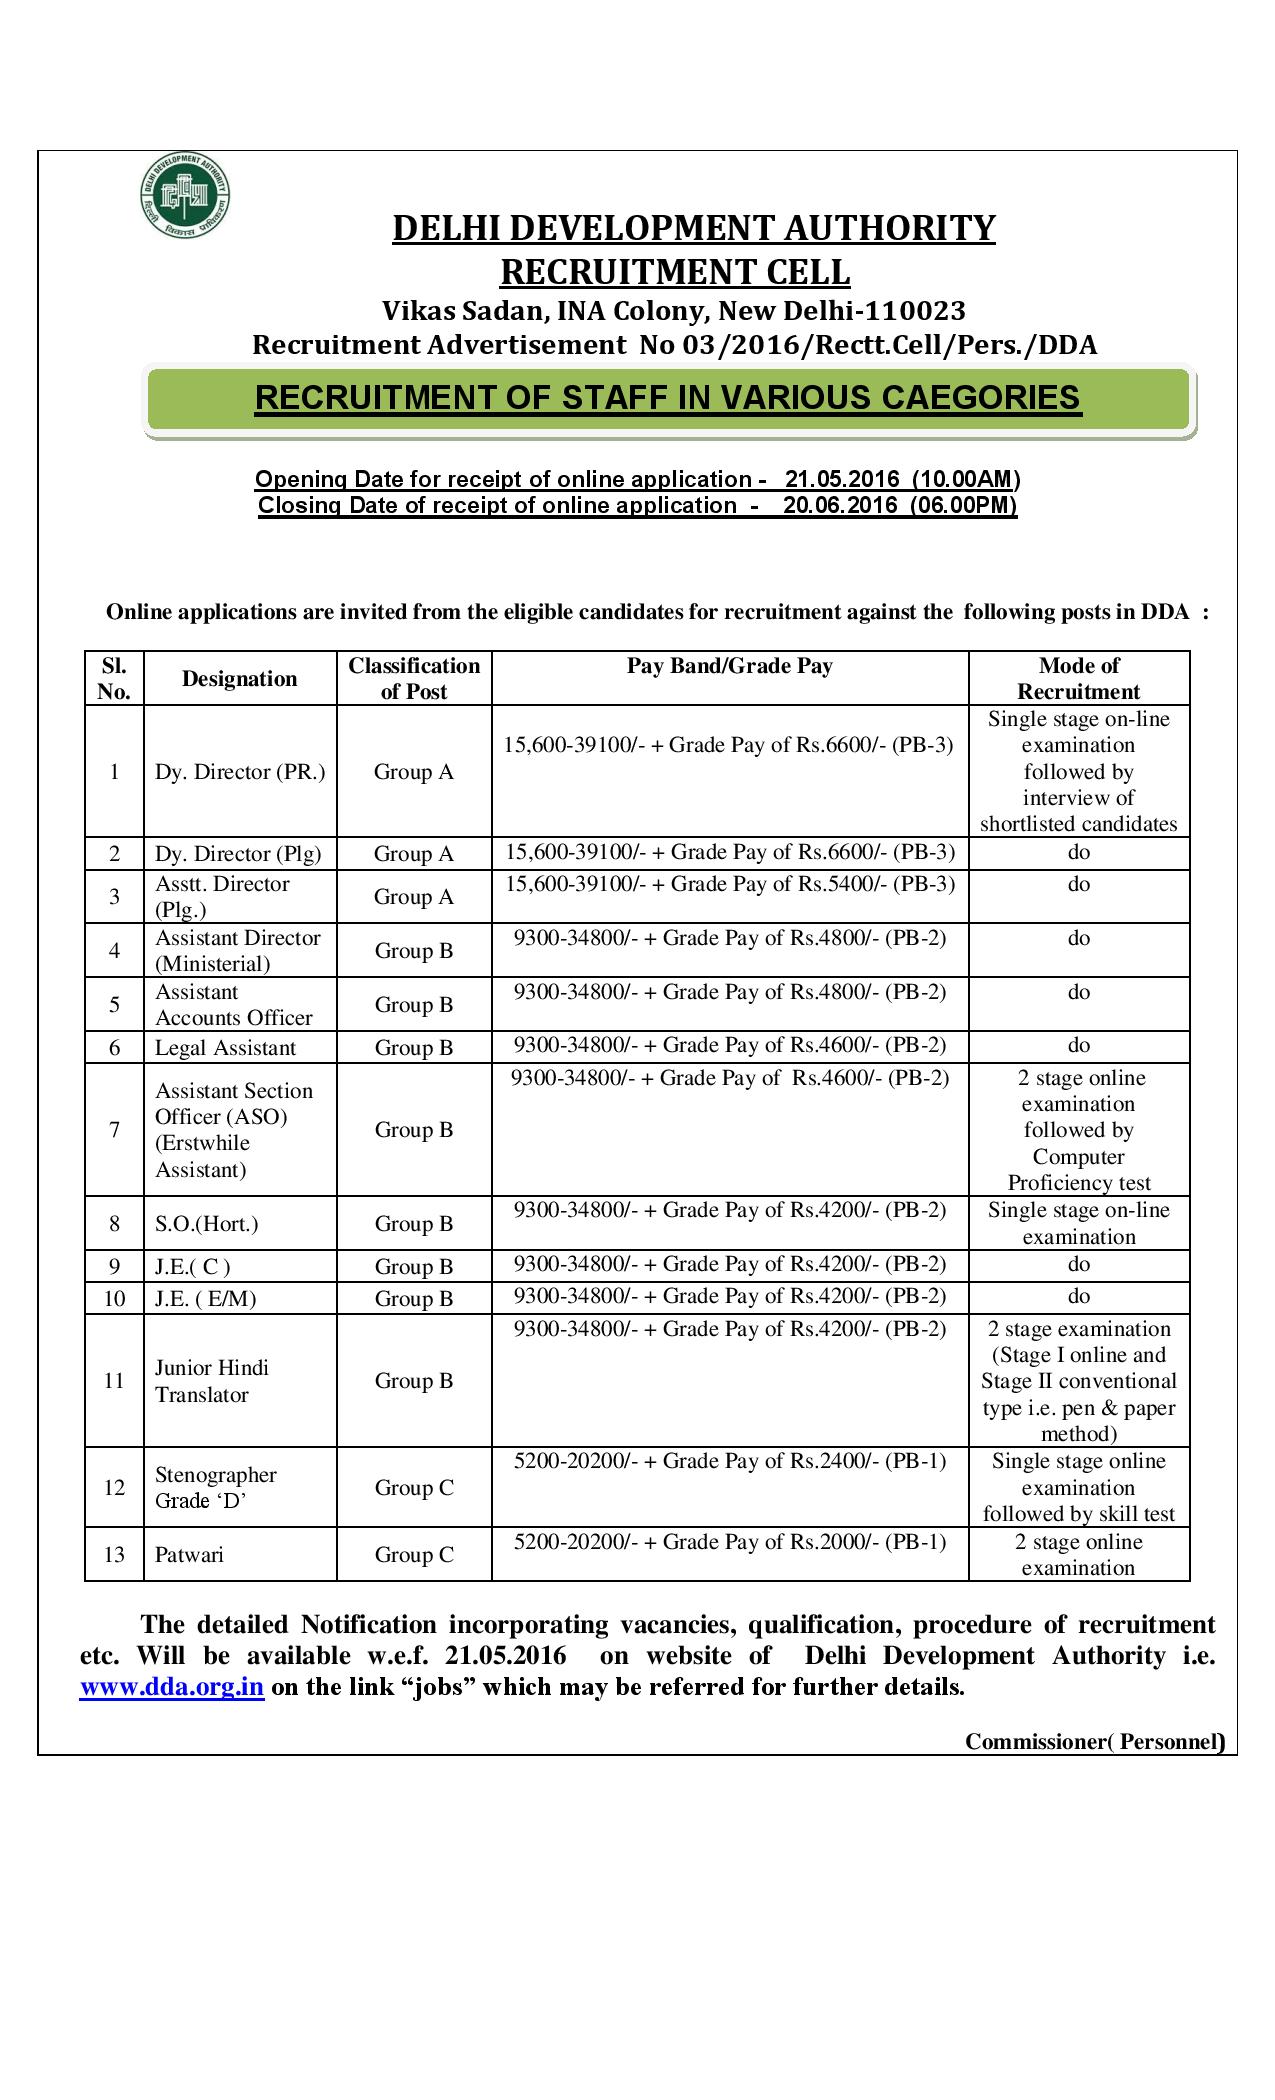 DELHI DEVELOPMENT AUTHORITY
दिल्ली विकास प्राधिकरण
DELHI DEVELOPMENT AUTHORITY
RECRUITMENT CELL
Vikas Sadan, INA Colony, New Delhi-110023
Recruitment Advertisement No 03/2016/Rectt.Cell/Pers./DDA
RECRUITMENT OF STAFF IN VARIOUS CAEGORIES
Opening Date for receipt of online application - 21.05.2016 (10.00AM)
Closing Date of receipt of online application - 20.06.2016 (06.00PM)
Online applications are invited from the eligible candidates for recruitment against the following posts in DDA :
Sl. No.
Designation
Classification of Post
Pay Band/Grade Pay
Mode of Recruitment
1
Dy. Director (PR.)
Group A
15,600-39100/- + Grade Pay of Rs.6600/- (PB-3)
Single stage on-line
examination
followed by
interview of
shortlisted candidates
2 Dy. Director (Plg) Group A 15,600-39100/- + Grade Pay of Rs.6600/- (PB-3) do
3
Asstt. Director
(Plg.)
Group A
15,600-39100/- + Grade Pay of Rs.5400/- (PB-3)
do
4
Assistant Director
(Ministerial)
Group B
9300-34800/- + Grade Pay of Rs.4800/- (PB-2)
do
5
Assistant
Accounts Officer
Group B
9300-34800/- + Grade Pay of Rs.4800/- (PB-2)
do
6 Legal Assistant Group B 9300-34800/- + Grade Pay of Rs.4600/- (PB-2) do
7
Assistant Section
Officer (ASO)
(Erstwhile
Assistant)
Group B
9300-34800/- + Grade Pay of Rs.4600/- (PB-2)
2 stage online
examination
followed by
Computer
Proficiency test
8
S.O.(Hort.)
Group B
9300-34800/- + Grade Pay of Rs.4200/- (PB-2)
Single stage on-line
examination
9 J.E.( C ) Group B 9300-34800/- + Grade Pay of Rs.4200/- (PB-2) do
10 J.E. ( E/M) Group B 9300-34800/- + Grade Pay of Rs.4200/- (PB-2) do
11
Junior Hindi
Translator
Group B
9300-34800/- + Grade Pay of Rs.4200/- (PB-2)
2 stage examination
(Stage I online and
Stage II conventional
type i.e. pen & paper
method)
12
Stenographer
Grade ‘D’
Group C
5200-20200/- + Grade Pay of Rs.2400/- (PB-1)
Single stage online
examination
followed by skill test
13
Patwari
Group C
5200-20200/- + Grade Pay of Rs.2000/- (PB-1)
2 stage online
examination
The detailed Notification incorporating vacancies, qualification, procedure of recruitment
etc. Will be available w.e.f. 21.05.2016 on website of Delhi Development Authority i.e.
www.dda.org.in on the link “jobs” which may be referred for further details.
Commissioner( Personnel)